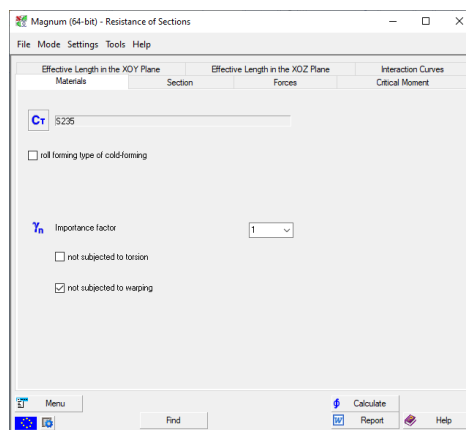 Magnum (64-bit) - Resistance of Sections
File Mode Settings Tools Help
Effective Length in the XOY Plane Effective Length in the XOZ Plane Interaction Curves
Materials Section Forces Critical Moment
Ст S235
roll forming type of cold-forming
γn Importance factor 1
not subjected to torsion
not subjected to warping
Menu Calculate
Find Report Help